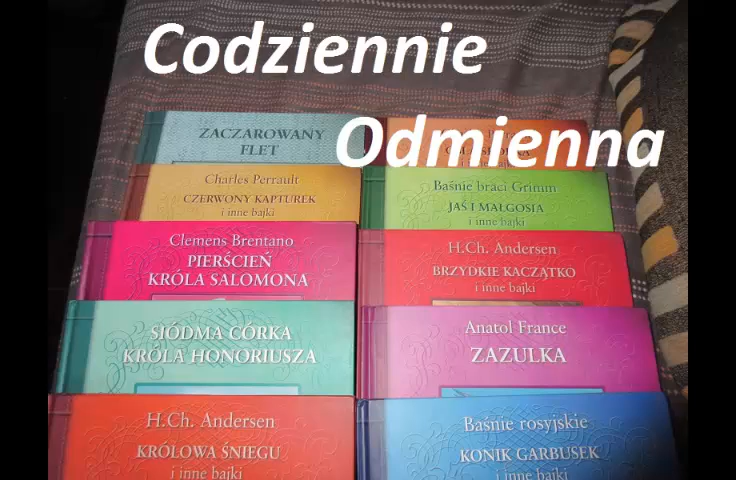 Codziennie
Odmienna
ZACZAROWANY
FLET
Charles Perrault
CZERWONY KAPTUREK
i inne bajki
Clemens Brentano
PIERŚCIEŃ
KRÓLA SALOMONA
SIÓDMA CÓRKA
KRÓLA HONORIUSZA
H.Ch. Andersen
KRÓLOWA ŚNIEGU
i inne bajki
Baśnie braci Grimm
JAŚ I MAŁGOSIA
i inne bajki
H.Ch. Andersen
BRZYDKIE KACZĄTKO
i inne bajki
Anatol France
ZAZULKA
Baśnie rosyjskie
KONIK GARBUSEK
i inne bajki